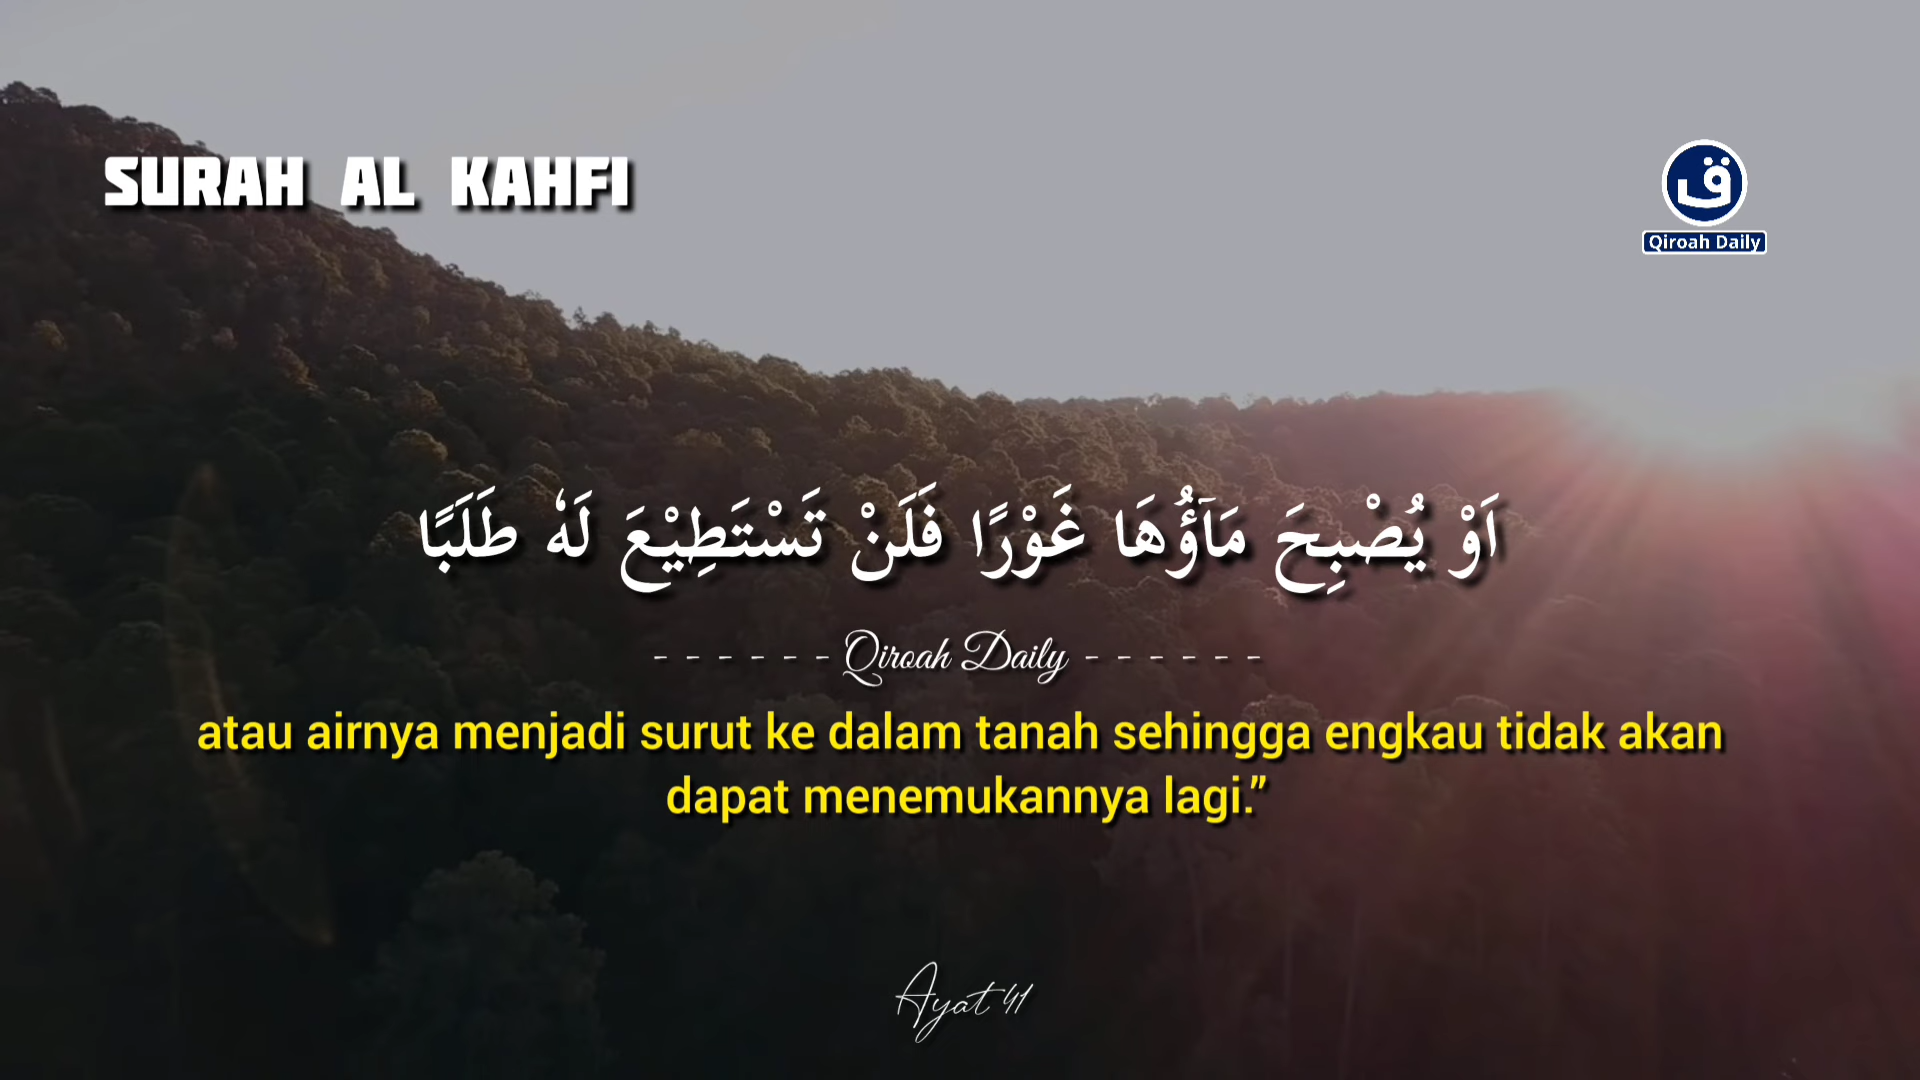 SURAH AL KAHFI
ق
Qiroah Daily
اَوْ يُصْبِحَ مَاۤؤُهَا غَوْرًا فَلَنْ تَسْتَطِيْعَ لَهٗ طَلَبًا
- - - - - - Qiroah Daily - - - - - -
atau airnya menjadi surut ke dalam tanah sehingga engkau tidak akan
dapat menemukannya lagi.”
Ayat 41